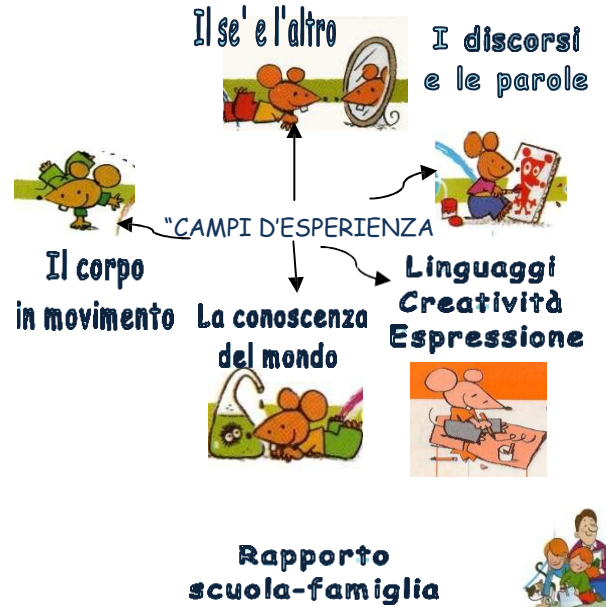 Il se' e l'altro
I discorsi
e le parole
"CAMPI D'ESPERIENZA
Il corpo
in movimento
La conoscenza
del mondo
Linguaggi
Creatività
Espressione
Rapporto
scuola-famiglia